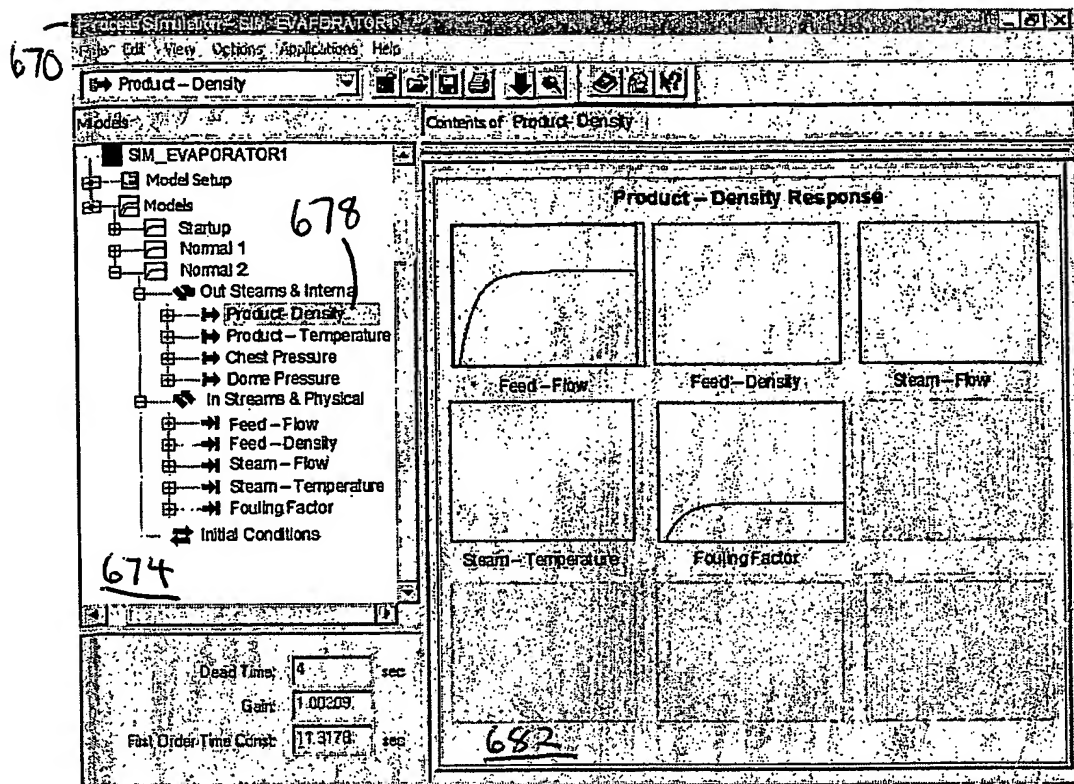 Process Simulation – SIM_EVAPORATOR1
670
File Edit View Options Applications Help
Product – Density
Models
Contents of Product-Density
SIM_EVAPORATOR1
Model Setup
Models
678
Startup
Normal 1
Normal 2
Out Steams & Interna
Product-Density
Product – Temperature
Chest Pressure
Dome Pressure
In Streams & Physical
Feed – Flow
Feed – Density
Steam – Flow
Steam – Temperature
Fouling Factor
Initial Conditions
674
Product – Density Response
Feed – Flow
Feed – Density
Steam – Flow
Steam – Temperature
Fouling Factor
682
Dead Time: 4 sec
Gain: 1.00209
First Order Time Const: 11.3178 sec